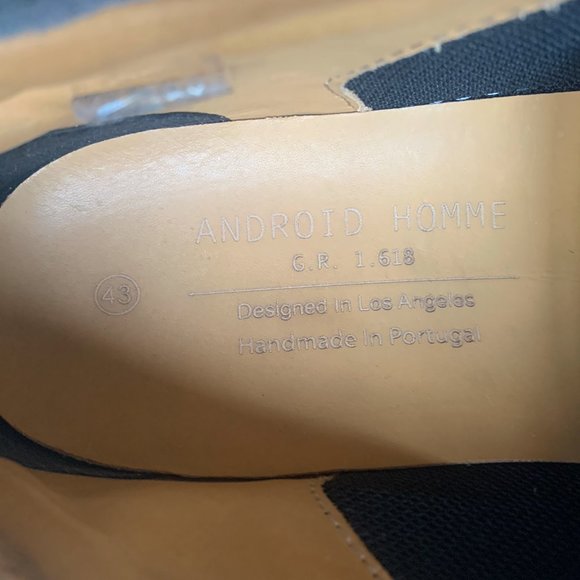 ANDROID HOMME
G.R. 1.618
43
Designed In Los Angeles
Handmade In Portugal